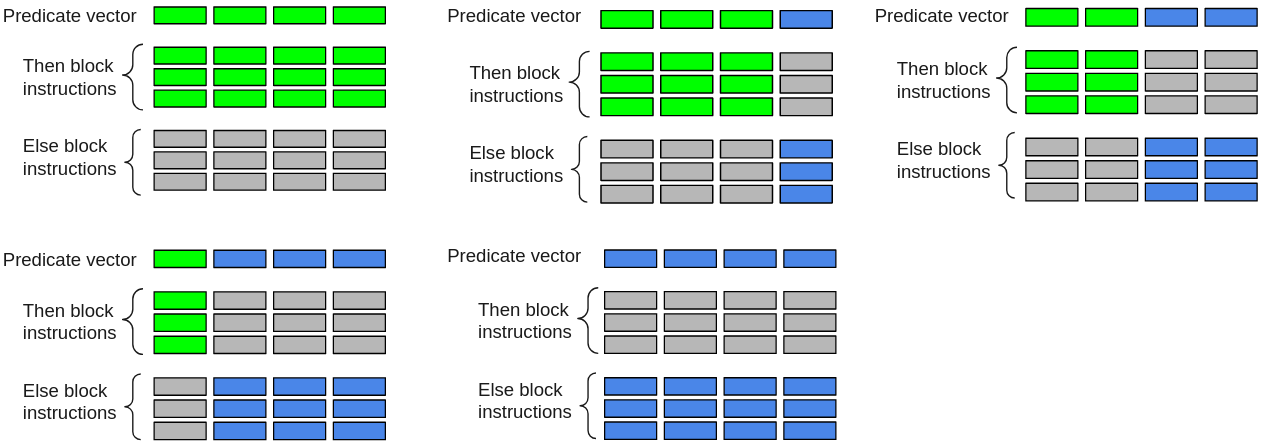 Predicate vector
Then block
instructions
Else block
instructions
Predicate vector
Then block
instructions
Else block
instructions
Predicate vector
Then block
instructions
Else block
instructions
Predicate vector
Then block
instructions
Else block
instructions
Predicate vector
Then block
instructions
Else block
instructions